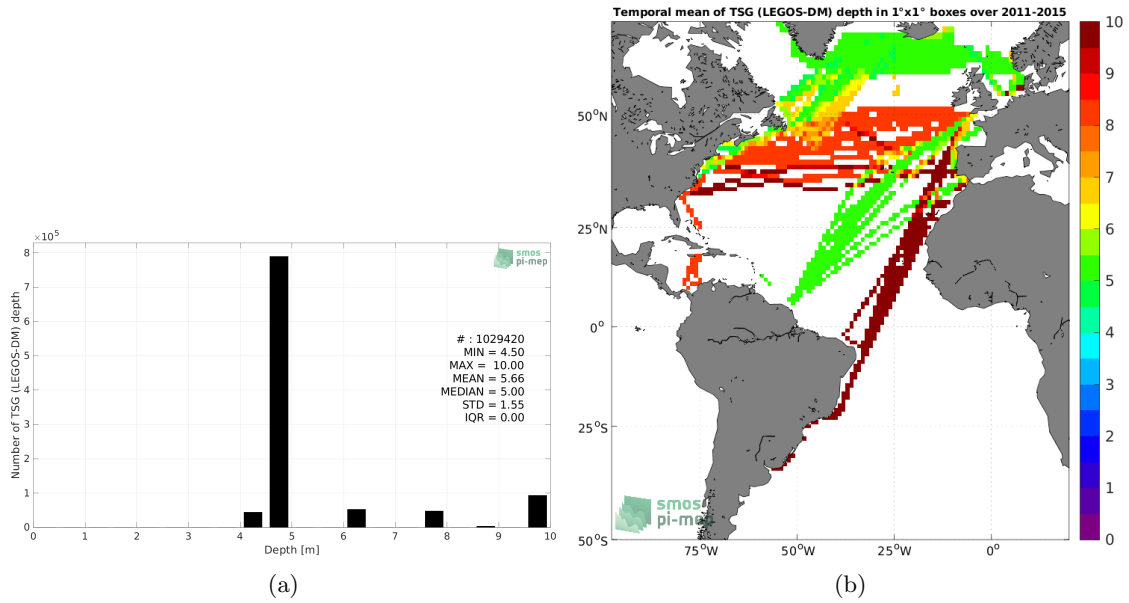 ×10⁵
8
7
6
5
4
3
2
1
0
Number of TSG (LEGOS-DM) depth
smos
pi-mep
# : 1029420
MIN = 4.50
MAX = 10.00
MEAN = 5.66
MEDIAN = 5.00
STD = 1.55
IQR = 0.00
0 1 2 3 4 5 6 7 8 9 10
Depth [m]
(a)
Temporal mean of TSG (LEGOS-DM) depth in 1°x1° boxes over 2011-2015
50°N
25°N
0°
25°S
50°S
smos
pi-mep
75°W 50°W 25°W 0°
10
9
8
7
6
5
4
3
2
1
0
(b)